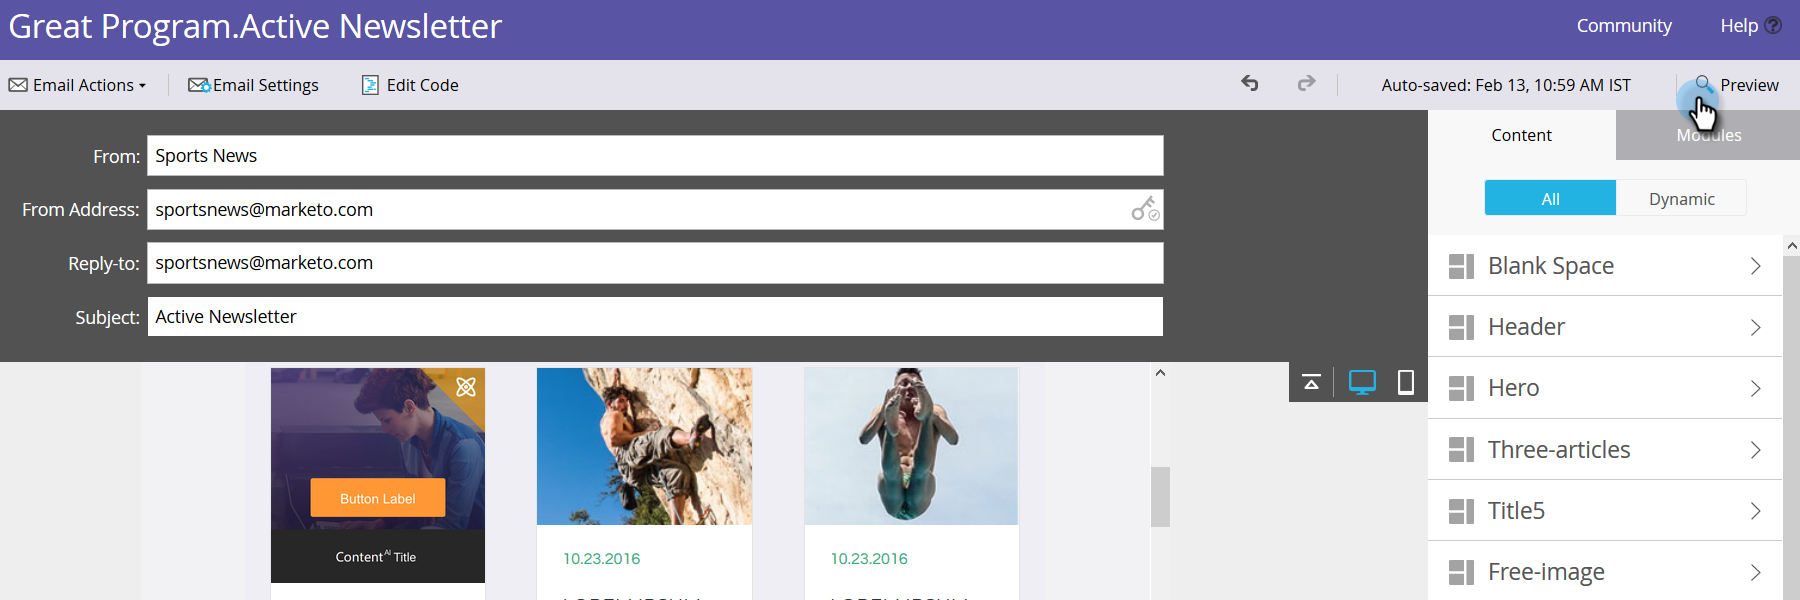 Great Program.Active Newsletter
Community
Help
Email Actions
Email Settings
Edit Code
Auto-saved: Feb 13, 10:59 AM IST
Preview
From: Sports News
From Address: sportsnews@marketo.com
Reply-to: sportsnews@marketo.com
Subject: Active Newsletter
Content
Modules
All
Dynamic
Blank Space
Header
Hero
Three-articles
Title5
Free-image
Button Label
Content AI Title
10.23.2016
10.23.2016